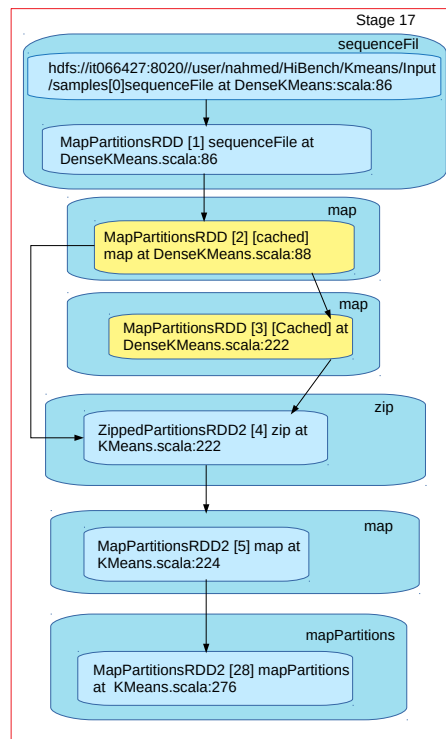 Stage 17
sequenceFil
hdfs://it066427:8020//user/nahmed/HiBench/Kmeans/Input
/samples[0]sequenceFile at DenseKMeans:scala:86
MapPartitionsRDD [1] sequenceFile at
DenseKMeans.scala:86
map
MapPartitionsRDD [2] [cached]
map at DenseKMeans.scala:88
map
MapPartitionsRDD [3] [Cached] at
DenseKMeans.scala:222
zip
ZippedPartitionsRDD2 [4] zip at
KMeans.scala:222
map
MapPartitionsRDD2 [5] map at
KMeans.scala:224
mapPartitions
MapPartitionsRDD2 [28] mapPartitions
at KMeans.scala:276